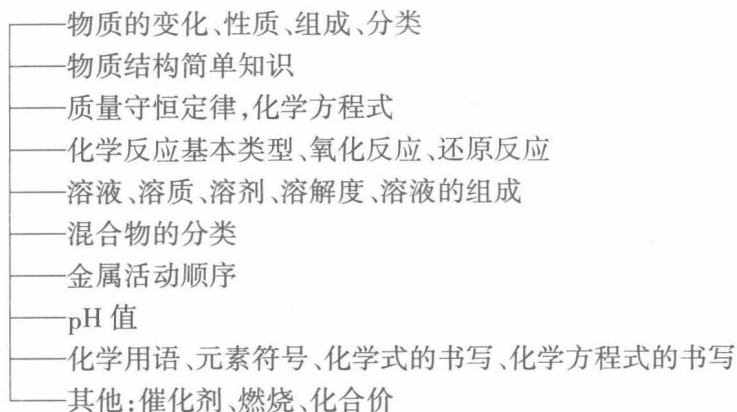 物质的变化、性质、组成、分类
物质结构简单知识
质量守恒定律,化学方程式
化学反应基本类型、氧化反应、还原反应
溶液、溶质、溶剂、溶解度、溶液的组成
混合物的分类
金属活动顺序
pH 值
化学用语、元素符号、化学式的书写、化学方程式的书写
其他:催化剂、燃烧、化合价